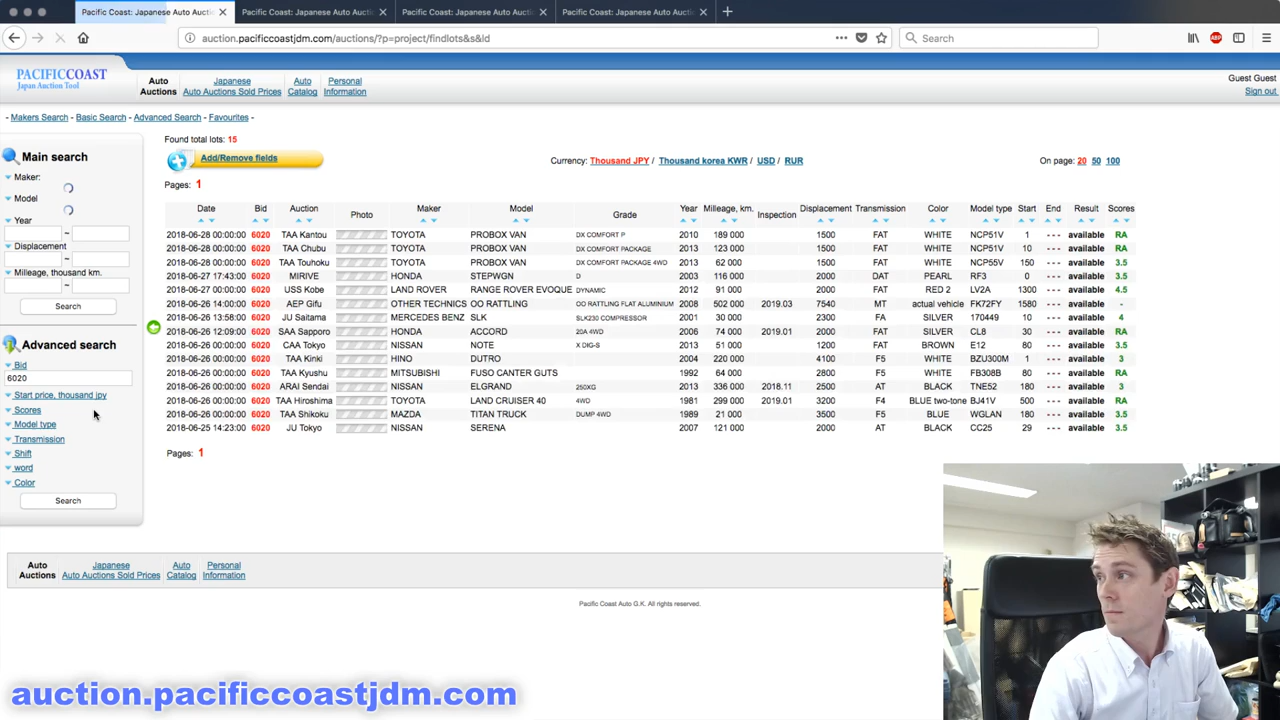 Pacific Coast: Japanese Auto Aucti
Pacific Coast: Japanese Auto Auctio
Pacific Coast: Japanese Auto Auctio
Pacific Coast: Japanese Auto Auctio
auction.pacificcoastjdm.com/auctions/?p=project/findlots&s&ld
Search
ABP
PACIFICCOAST
Japan Auction Tool
Auto Auctions
Japanese Auto Auctions Sold Prices
Auto Catalog
Personal Information
Guest Guest
Sign out
- Makers Search - Basic Search - Advanced Search - Favourites -
Main search
Maker:
Model
Year
~
Displacement
~
Mileage, thousand km.
~
Search
Advanced search
Bid
6020
Start price, thousand jpy
Scores
Model type
Transmission
Shift
word
Color
Search
Found total lots: 15
Add/Remove fields
Currency: Thousand JPY / Thousand korea KWR / USD / RUR
On page: 20 50 100
Pages: 1
Date Bid Auction Photo Maker Model Grade Year Mileage, km. Inspection Displacement Transmission Color Model type Start End Result Scores
2018-06-28 00:00:00 6020 TAA Kantou TOYOTA PROBOX VAN DX COMFORT P 2010 189 000 1500 FAT WHITE NCP51V 1 --- available RA
2018-06-28 00:00:00 6020 TAA Chubu TOYOTA PROBOX VAN DX COMFORT PACKAGE 2013 123 000 1500 FAT WHITE NCP51V 10 --- available RA
2018-06-28 00:00:00 6020 TAA Touhoku TOYOTA PROBOX VAN DX COMFORT PACKAGE 4WD 2013 62 000 1500 FAT WHITE NCP55V 150 --- available 3.5
2018-06-27 17:43:00 6020 MIRIVE HONDA STEPWGN D 2003 116 000 2000 DAT PEARL RF3 0 --- available 3.5
2018-06-27 00:00:00 6020 USS Kobe LAND ROVER RANGE ROVER EVOQUE DYNAMIC 2012 91 000 2000 FAT RED 2 LV2A 1300 --- available 4.5
2018-06-26 14:00:00 6020 AEP Gifu OTHER TECHNICS OO RATTLING OO RATTLING FLAT ALUMINIUM 2008 502 000 2019.03 7540 MT actual vehicle FK72FY 1580 --- available -
2018-06-26 13:58:00 6020 JU Saitama MERCEDES BENZ SLK SLK230 COMPRESSOR 2001 30 000 2300 FA SILVER 170449 10 --- available 4
2018-06-26 12:09:00 6020 SAA Sapporo HONDA ACCORD 20A 4WD 2006 74 000 2019.01 2000 FAT SILVER CL8 30 --- available RA
2018-06-26 00:00:00 6020 CAA Tokyo NISSAN NOTE X DIG-S 2013 51 000 1200 FAT BROWN E12 80 --- available 3.5
2018-06-26 00:00:00 6020 TAA Kinki HINO DUTRO 2004 220 000 4100 F5 WHITE BZU300M 1 --- available 3
2018-06-26 00:00:00 6020 TAA Kyushu MITSUBISHI FUSO CANTER GUTS 1992 64 000 2800 F5 WHITE FB308B 80 --- available RA
2018-06-26 00:00:00 6020 ARAI Sendai NISSAN ELGRAND 250XG 2013 336 000 2018.11 2500 AT BLACK TNE52 180 --- available 3
2018-06-26 00:00:00 6020 TAA Hiroshima TOYOTA LAND CRUISER 40 4WD 1981 299 000 3200 F4 BLUE two-tone BJ41V 500 --- available RA
2018-06-26 00:00:00 6020 TAA Shikoku MAZDA TITAN TRUCK DUMP 4WD 1989 21 000 3500 F5 BLUE WGLAN 180 --- available 3.5
2018-06-25 14:23:00 6020 JU Tokyo NISSAN SERENA 2007 121 000 2000 AT BLACK CC25 29 --- available 3.5
Pages: 1
Auto Auctions
Japanese Auto Auctions Sold Prices
Auto Catalog
Personal Information
Pacific Coast Auto G.K. All rights reserved.
auction.pacificcoastjdm.com